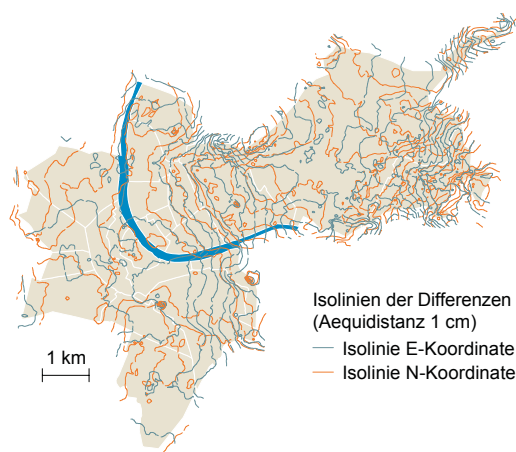 Isolinien der Differenzen
(Aequidistanz 1 cm)
Isolinie E-Koordinate
Isolinie N-Koordinate
1 km